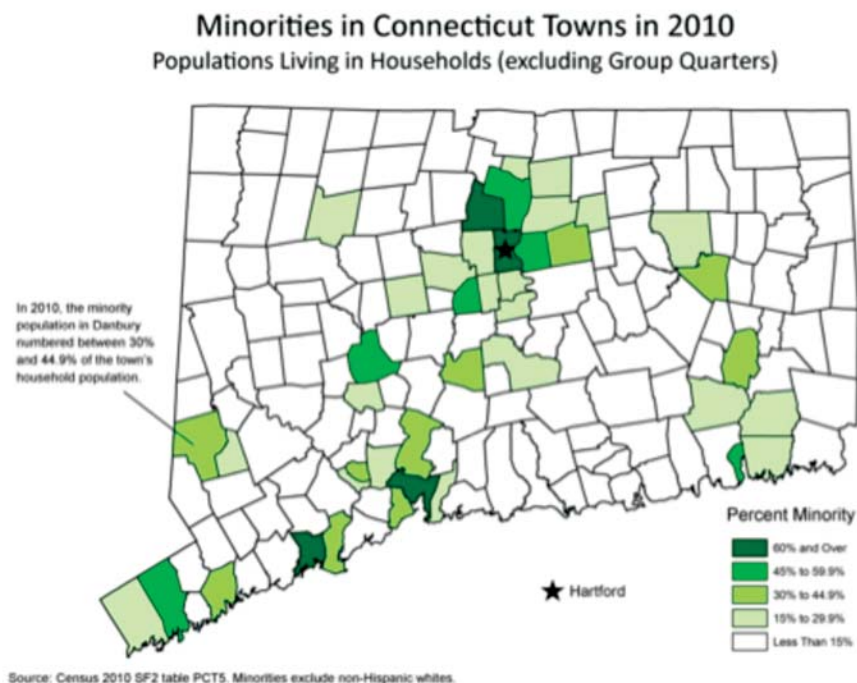 Minorities in Connecticut Towns in 2010
Populations Living in Households (excluding Group Quarters)
In 2010, the minority
population in Danbury
numbered between 30%
and 44.9% of the town's
household population.
Percent Minority
60% and Over
45% to 59.9%
30% to 44.9%
15% to 29.9%
Less Than 15%
Hartford
Source: Census 2010 SF2 table PCT5. Minorities exclude non-Hispanic whites.